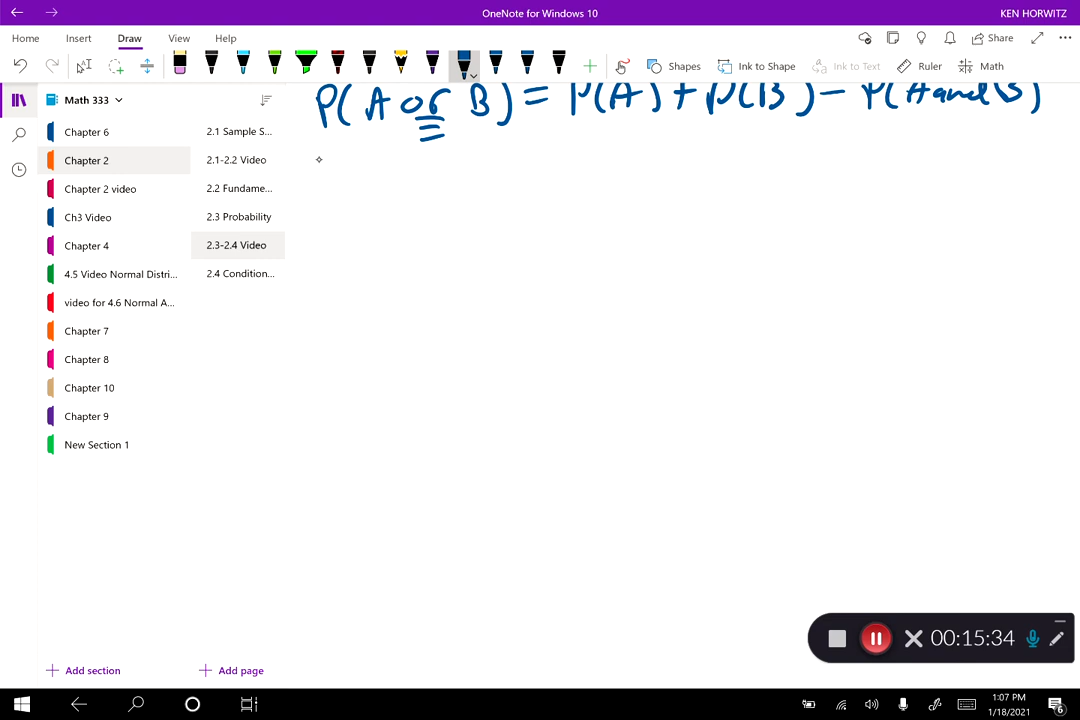 OneNote for Windows 10
KEN HORWITZ
Home Insert Draw View Help
Share
Shapes Ink to Shape Ink to Text Ruler Math
Math 333
P(A or B) = P(A) + P(B) - P(A and B)
Chapter 6
Chapter 2
Chapter 2 video
Ch3 Video
Chapter 4
4.5 Video Normal Distri...
video for 4.6 Normal A...
Chapter 7
Chapter 8
Chapter 10
Chapter 9
New Section 1
2.1 Sample S...
2.1-2.2 Video
2.2 Fundame...
2.3 Probability
2.3-2.4 Video
2.4 Condition...
00:15:34
Add section
Add page
1:07 PM
1/18/2021
6